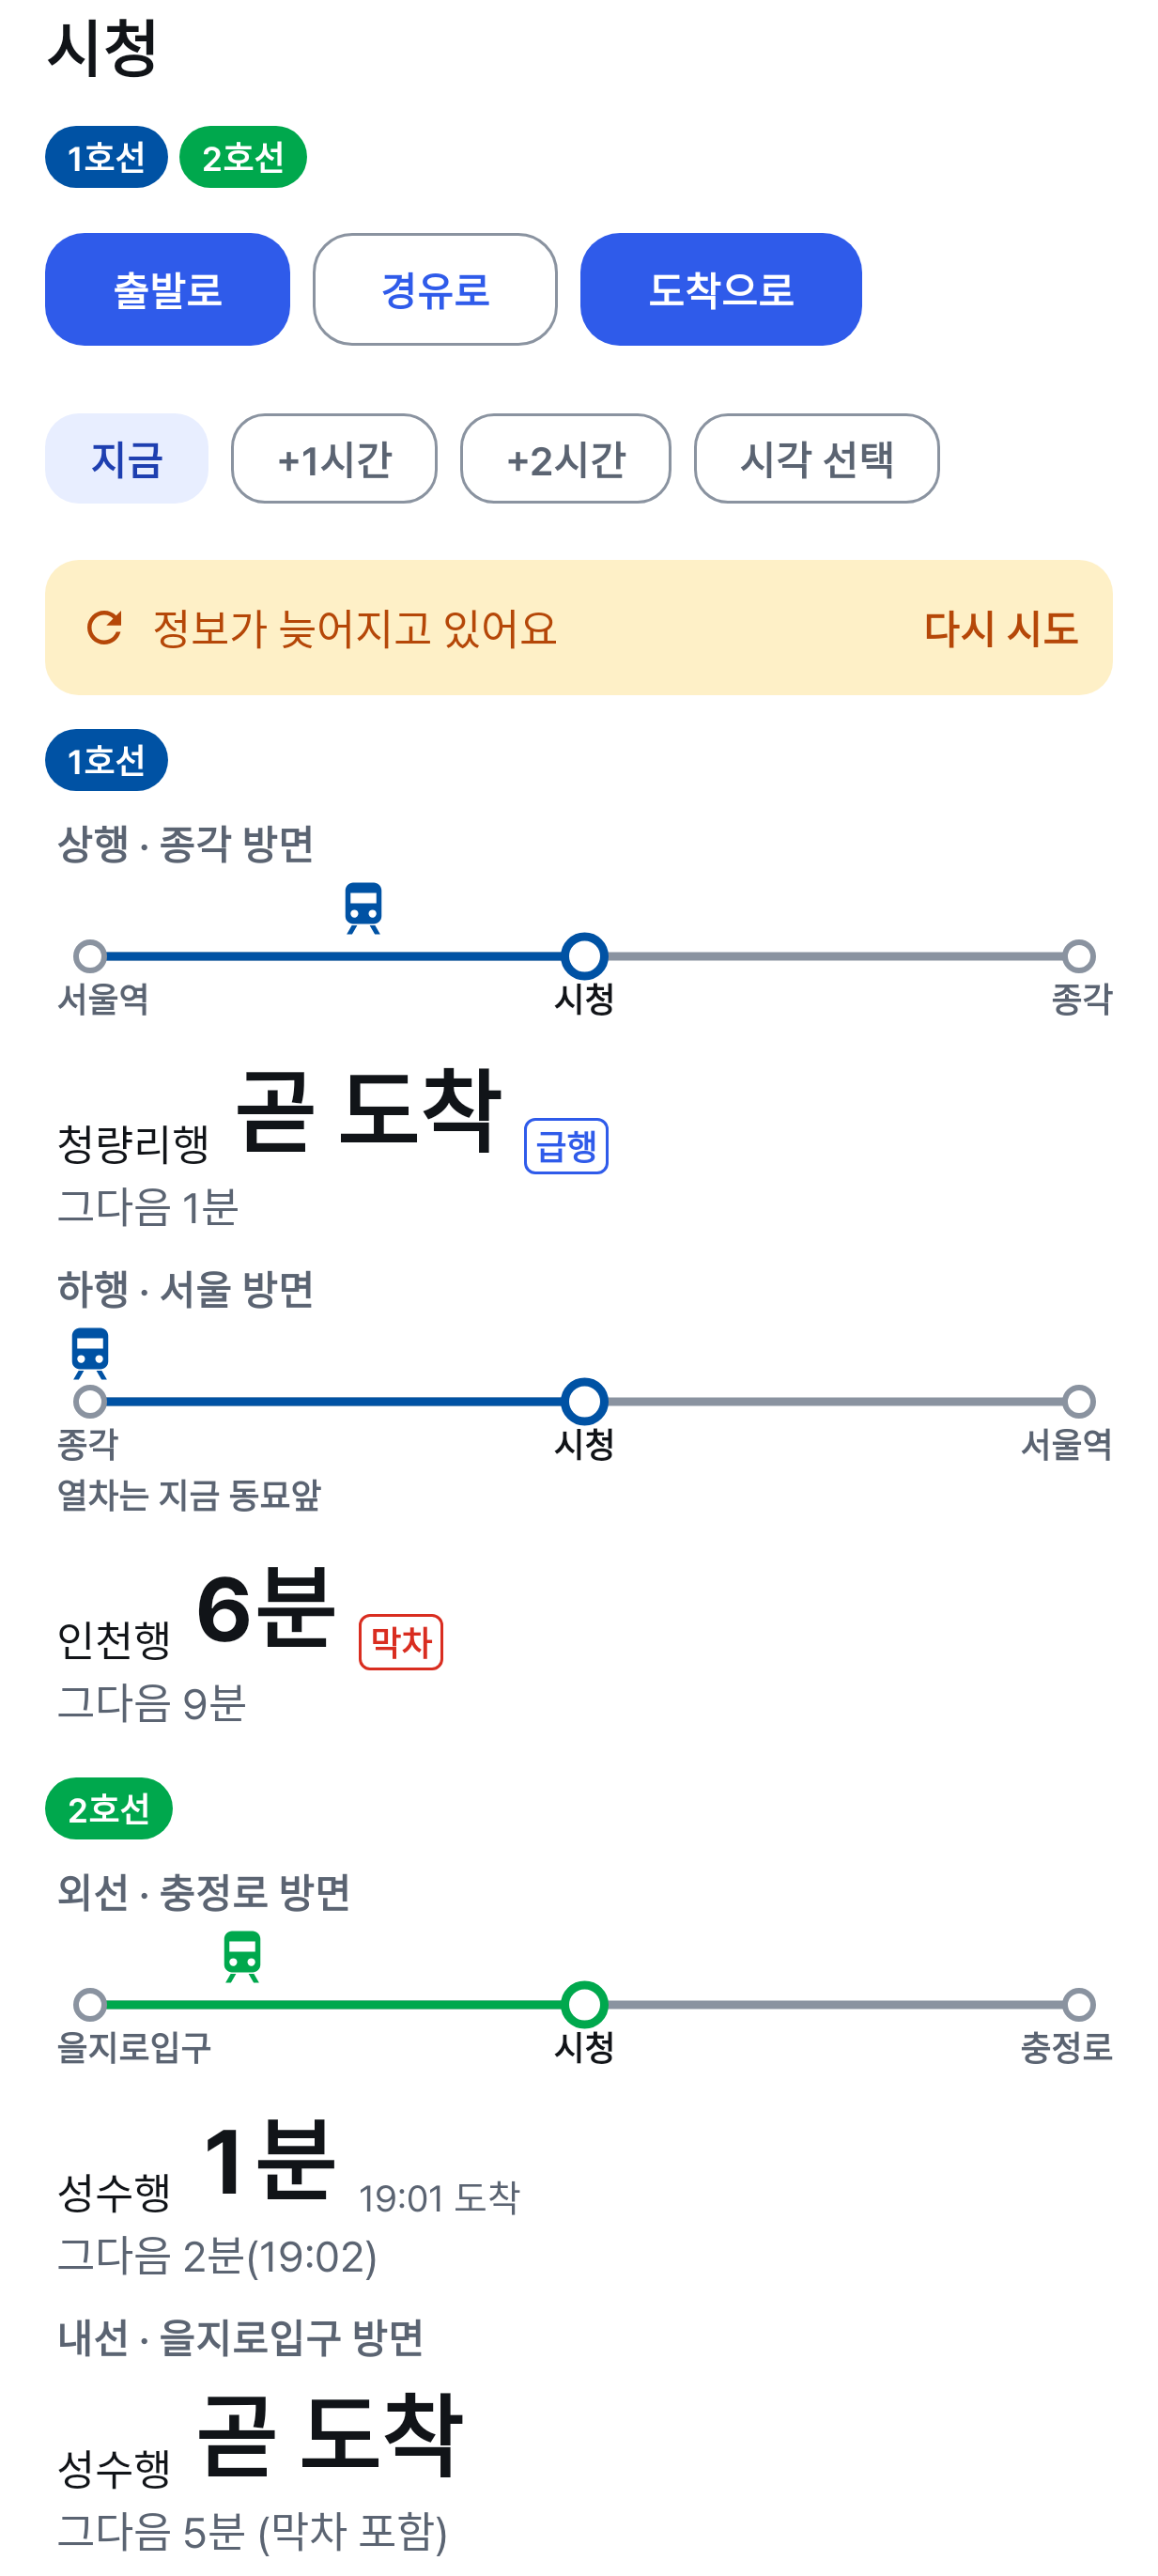 시청
1호선 2호선
출발로 경유로 도착으로
지금 +1시간 +2시간 시각 선택
정보가 늦어지고 있어요 다시 시도
1호선
상행 · 종각 방면
서울역 시청 종각
청량리행 곧 도착 급행
그다음 1분
하행 · 서울 방면
종각 시청 서울역
열차는 지금 동묘앞
인천행 6분 막차
그다음 9분
2호선
외선 · 충정로 방면
을지로입구 시청 충정로
성수행 1분 19:01 도착
그다음 2분(19:02)
내선 · 을지로입구 방면
성수행 곧 도착
그다음 5분 (막차 포함)